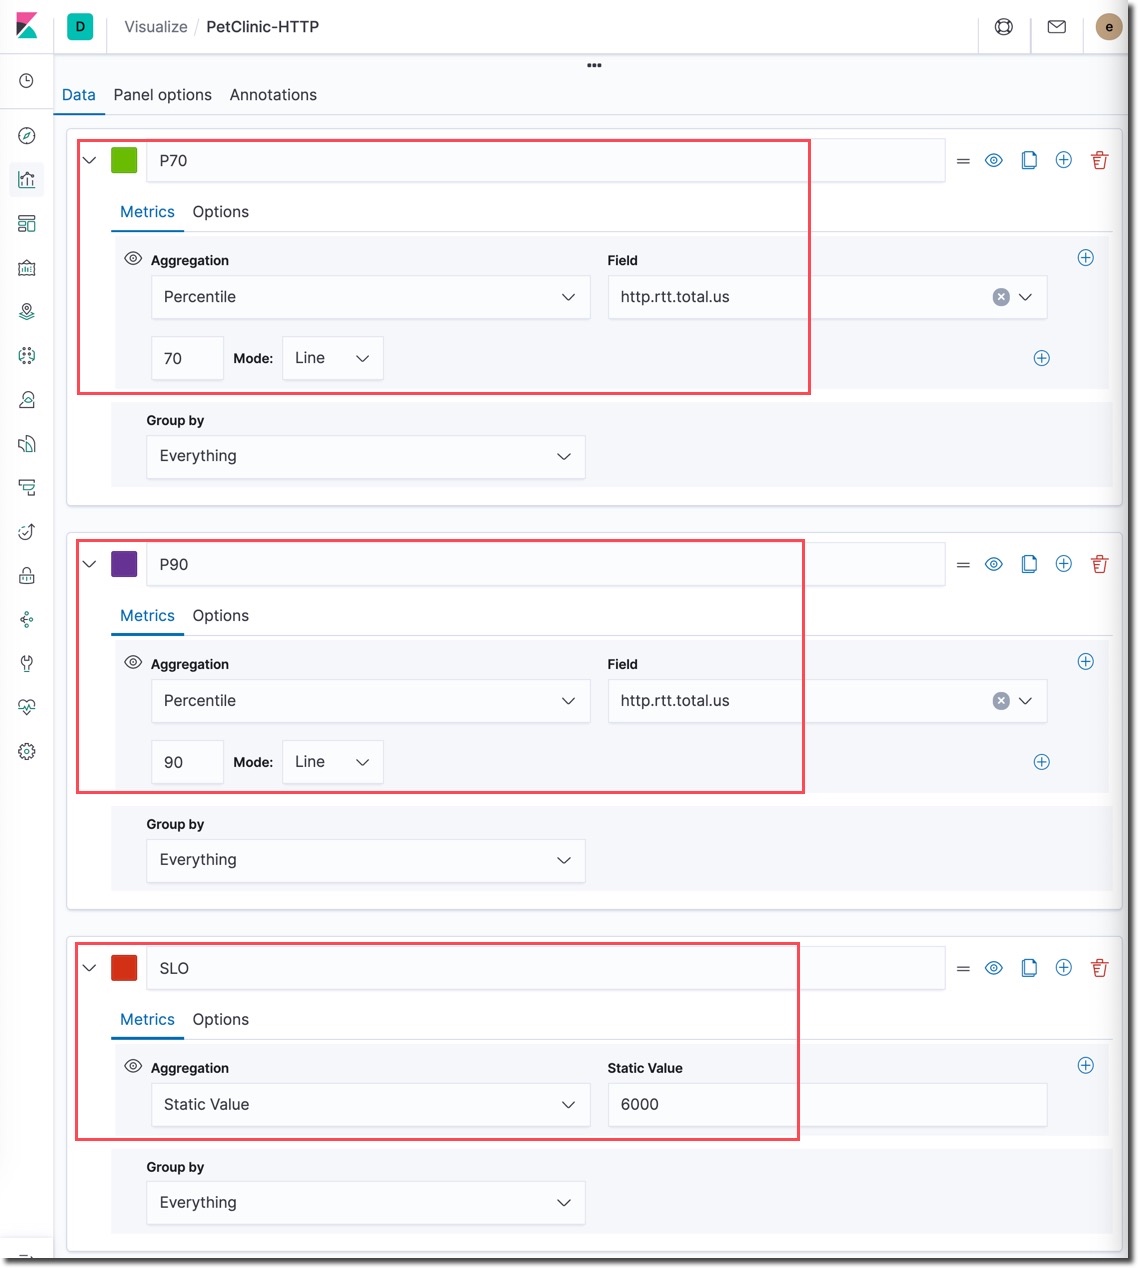 D Visualize / PetClinic-HTTP e
Data Panel options Annotations
P70
Metrics Options
Aggregation Field
Percentile http.rtt.total.us
70 Mode: Line
Group by
Everything
P90
Metrics Options
Aggregation Field
Percentile http.rtt.total.us
90 Mode: Line
Group by
Everything
SLO
Metrics Options
Aggregation Static Value
Static Value 6000
Group by
Everything